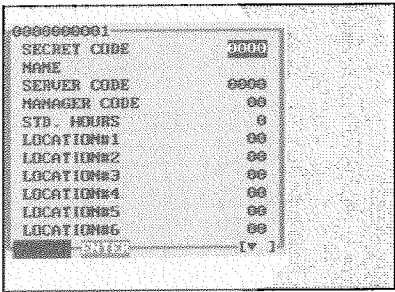 0000000001
SECRET CODE 0000
NAME
SERVER CODE 0000
MANAGER CODE 00
STD. HOURS 0
LOCATION#1 00
LOCATION#2 00
LOCATION#3 00
LOCATION#4 00
LOCATION#5 00
LOCATION#6 00
ENTER [▼ ]